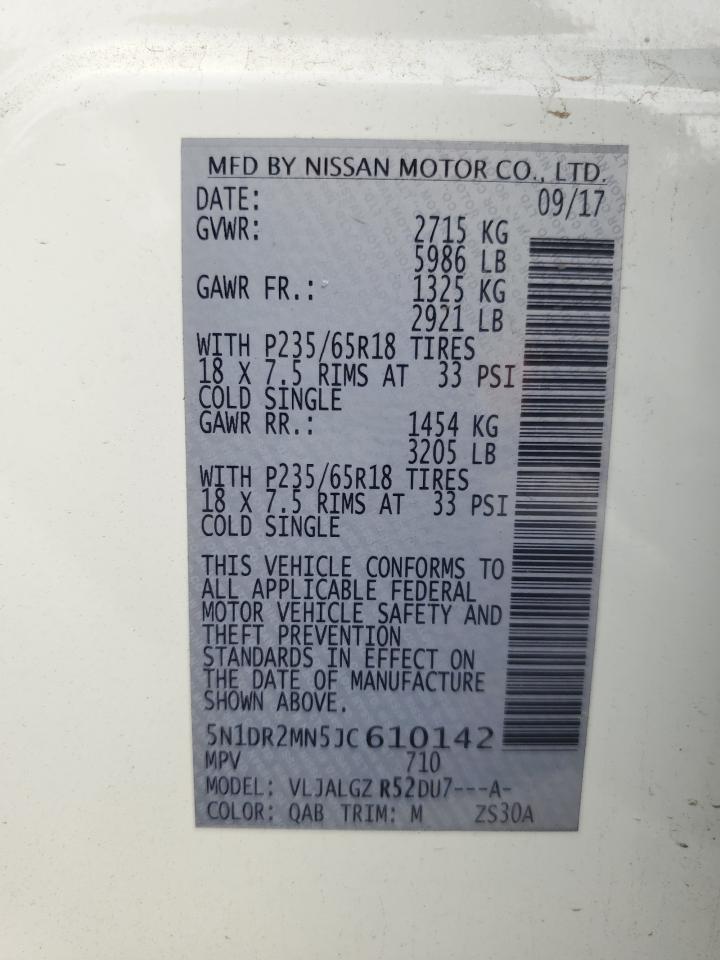 MFD BY NISSAN MOTOR CO., LTD.
DATE: 09/17
GVWR: 2715 KG
5986 LB
GAWR FR.: 1325 KG
2921 LB
WITH P235/65R18 TIRES
18 X 7.5 RIMS AT 33 PSI
COLD SINGLE
GAWR RR.: 1454 KG
3205 LB
WITH P235/65R18 TIRES
18 X 7.5 RIMS AT 33 PSI
COLD SINGLE
THIS VEHICLE CONFORMS TO
ALL APPLICABLE FEDERAL
MOTOR VEHICLE SAFETY AND
THEFT PREVENTION
STANDARDS IN EFFECT ON
THE DATE OF MANUFACTURE
SHOWN ABOVE.
5N1DR2MN5JC610142
MPV 710
MODEL: VLJALGZ R52DU7---A-
COLOR: QAB TRIM: M ZS30A